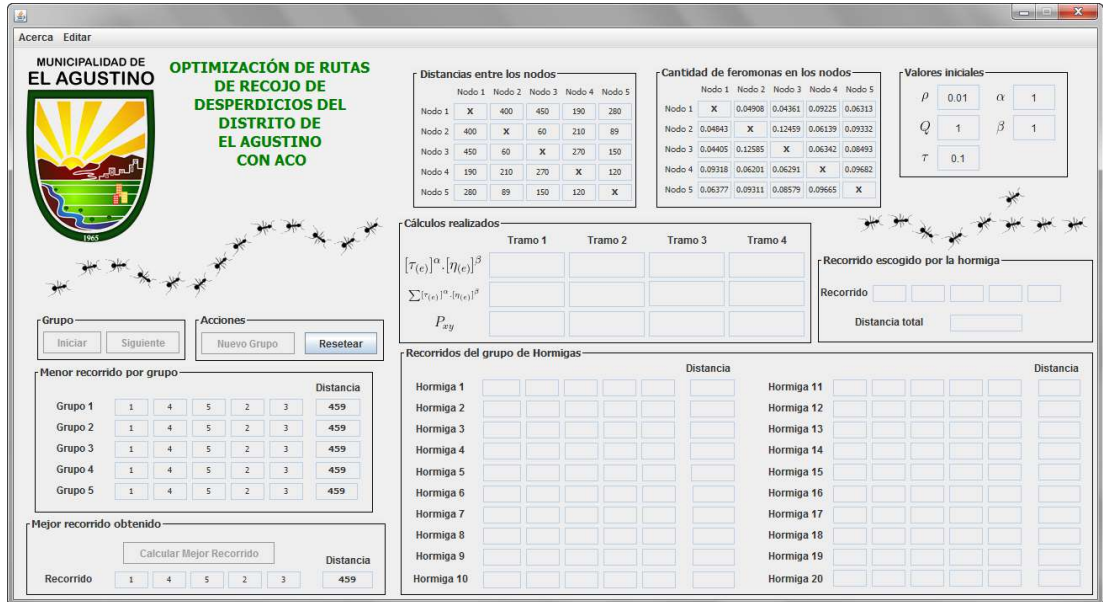 Acerca Editar
MUNICIPALIDAD DE
EL AGUSTINO
1965
OPTIMIZACIÓN DE RUTAS
DE RECOJO DE
DESPERDICIOS DEL
DISTRITO DE
EL AGUSTINO
CON ACO
Distancias entre los nodos
Nodo 1 Nodo 2 Nodo 3 Nodo 4 Nodo 5
Nodo 1 X 400 450 190 280
Nodo 2 400 X 60 210 89
Nodo 3 450 60 X 270 150
Nodo 4 190 210 270 X 120
Nodo 5 280 89 150 120 X
Cantidad de feromonas en los nodos
Nodo 1 Nodo 2 Nodo 3 Nodo 4 Nodo 5
Nodo 1 X 0.04908 0.04361 0.09225 0.06313
Nodo 2 0.04843 X 0.12459 0.06139 0.09332
Nodo 3 0.04405 0.12585 X 0.06342 0.08493
Nodo 4 0.09318 0.06201 0.06291 X 0.09682
Nodo 5 0.06377 0.09311 0.08579 0.09665 X
Valores iniciales
ρ 0.01 α 1
Q 1 β 1
τ 0.1
Cálculos realizados
Tramo 1 Tramo 2 Tramo 3 Tramo 4
[τ(e)]^α.[η(e)]^β
∑[τ(e)]^α.[η(e)]^β
P_xy
Recorrido escogido por la hormiga
Recorrido
Distancia total
Grupo
Iniciar Siguiente
Acciones
Nuevo Grupo Resetear
Menor recorrido por grupo
Distancia
Grupo 1 1 4 5 2 3 459
Grupo 2 1 4 5 2 3 459
Grupo 3 1 4 5 2 3 459
Grupo 4 1 4 5 2 3 459
Grupo 5 1 4 5 2 3 459
Mejor recorrido obtenido
Calcular Mejor Recorrido
Distancia
Recorrido 1 4 5 2 3 459
Recorridos del grupo de Hormigas
Distancia Distancia
Hormiga 1 Hormiga 11
Hormiga 2 Hormiga 12
Hormiga 3 Hormiga 13
Hormiga 4 Hormiga 14
Hormiga 5 Hormiga 15
Hormiga 6 Hormiga 16
Hormiga 7 Hormiga 17
Hormiga 8 Hormiga 18
Hormiga 9 Hormiga 19
Hormiga 10 Hormiga 20